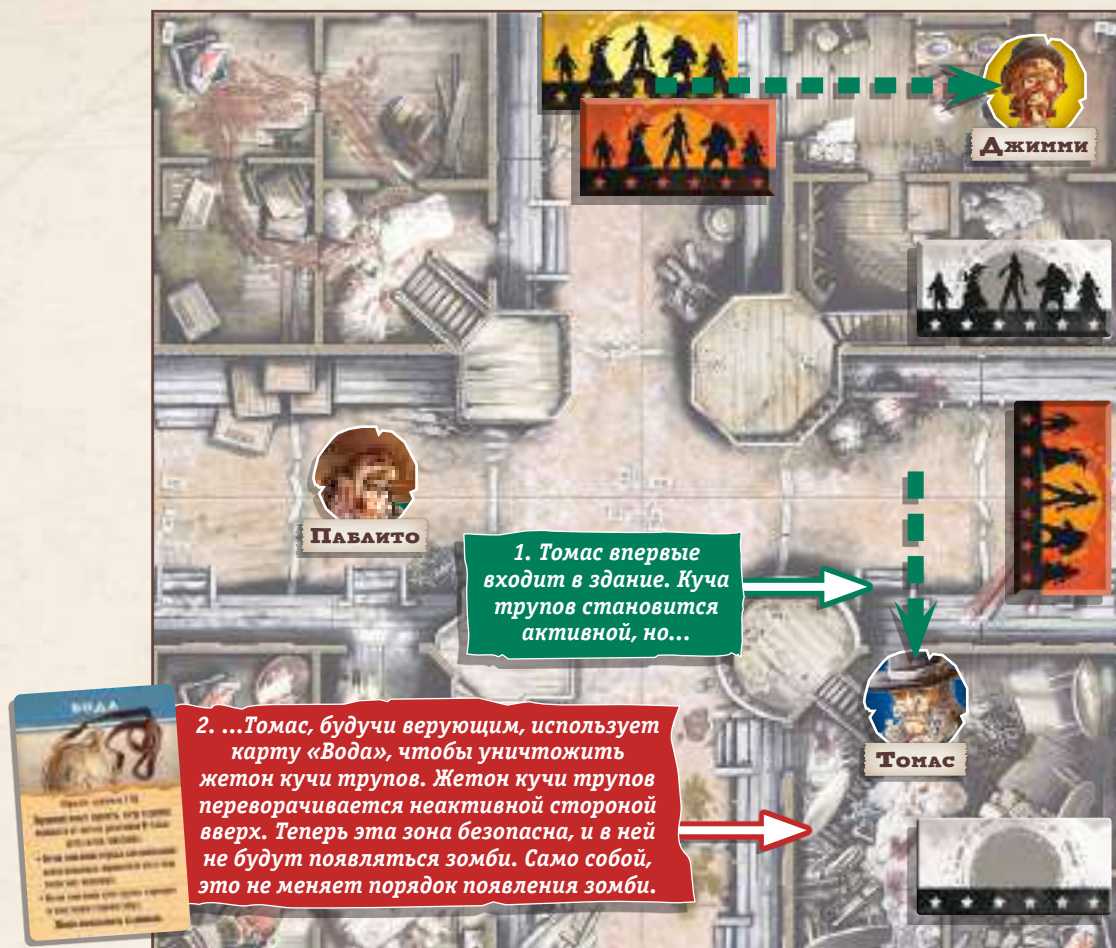 Джимми
Паблито
1. Томас впервые
входит в здание. Куча
трупов становится
активной, но...
Томас
ВОДА
2. ...Томас, будучи верующим, использует
карту «Вода», чтобы уничтожить
жетон кучи трупов. Жетон кучи трупов
переворачивается неактивной стороной
вверх. Теперь эта зона безопасна, и в ней
не будут появляться зомби. Само собой,
это не меняет порядок появления зомби.